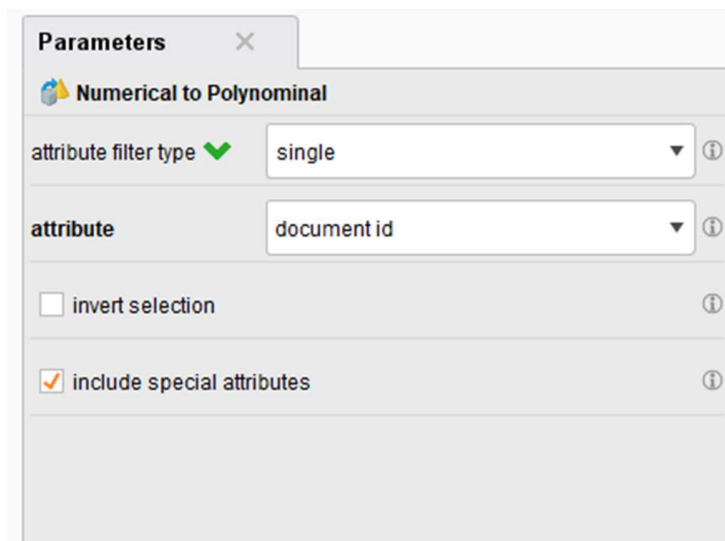 Parameters
Numerical to Polynominal
attribute filter type single
attribute document id
invert selection
include special attributes